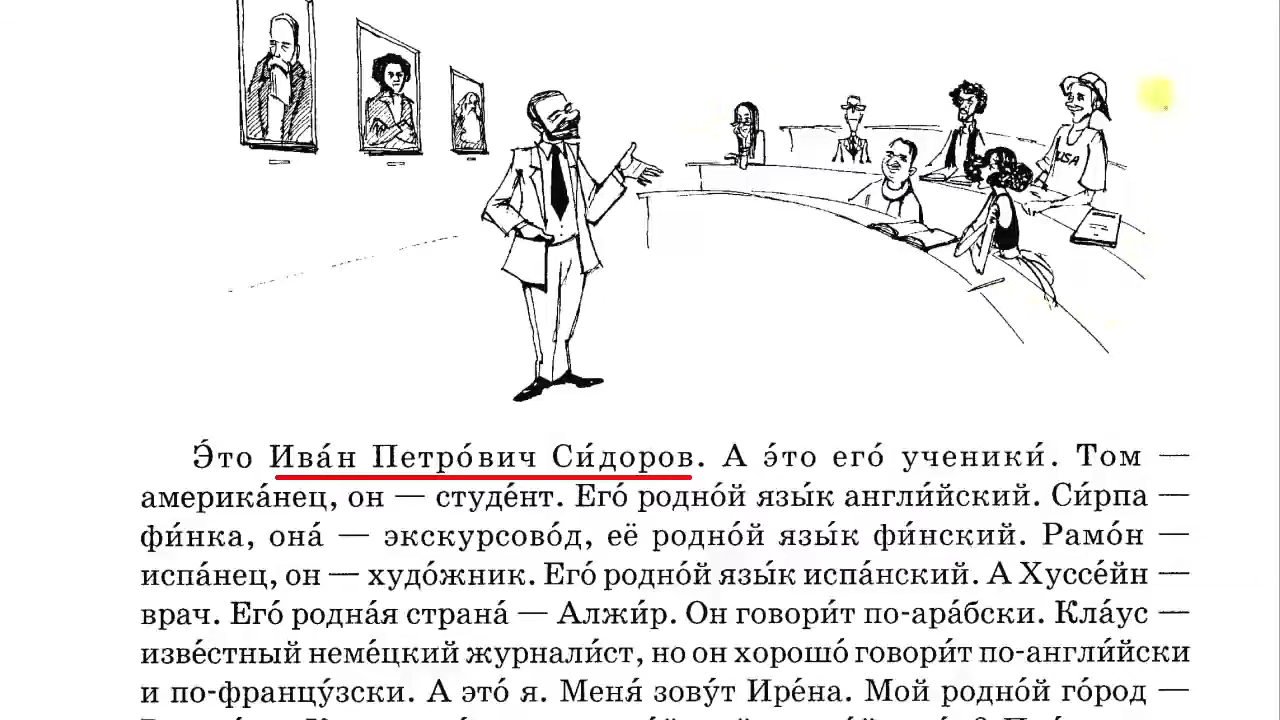 USA
Э́то Ива́н Петро́вич Си́доров. А э́то его́ ученики́. Том —
америка́нец, он — студе́нт. Его́ родно́й язы́к англи́йский. Си́рпа —
фи́нка, она́ — экскурсово́д, её родно́й язы́к фи́нский. Рамо́н —
испа́нец, он — худо́жник. Его́ родно́й язы́к испа́нский. А Хуссе́йн —
врач. Его́ родна́я страна́ — Алжи́р. Он говори́т по-ара́бски. Кла́ус —
изве́стный неме́цкий журнали́ст, но он хорошо́ говори́т по-англи́йски
и по-францу́зски. А э́то́ я. Меня́ зову́т Ире́на. Мой родно́й го́род —